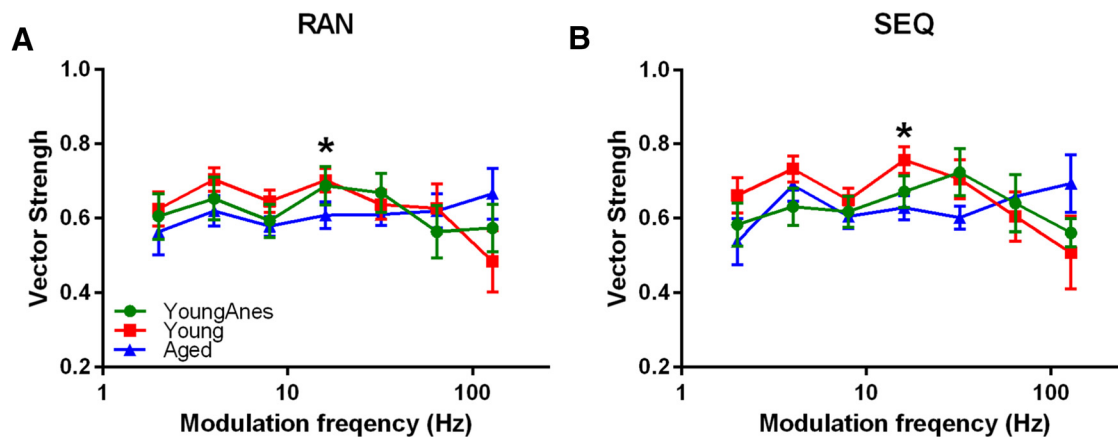 A
RAN
1.0
0.8
0.6
0.4
0.2
Vector Strengh
*
YoungAnes
Young
Aged
1
10
100
Modulation freqency (Hz)
B
SEQ
1.0
0.8
0.6
0.4
0.2
Vector Strengh
*
1
10
100
Modulation freqency (Hz)